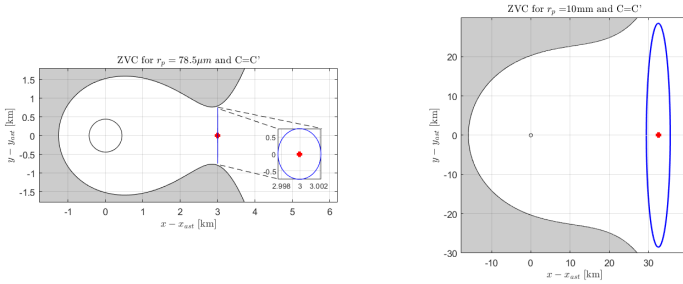 ZVC for r_p = 78.5μm and C=C'
1.5
1
0.5
0
-0.5
-1
-1.5
y − y_ast [km]
0.5
0
-0.5
2.998 3 3.002
-1 0 1 2 3 4 5 6
x − x_ast [km]
ZVC for r_p =10mm and C=C'
30
20
10
0
-10
-20
-30
y − y_ast [km]
-10 0 10 20 30
x − x_ast [km]